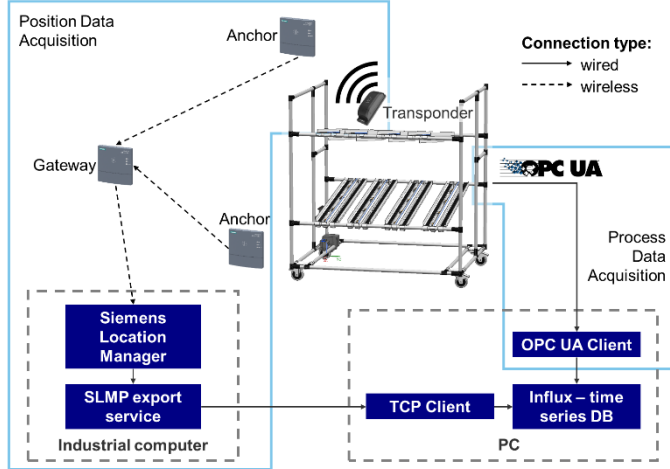 Position Data
Acquisition
Anchor
Connection type:
wired
wireless
Transponder
Gateway
OPC UA
Anchor
Process
Data
Acquisition
Siemens
Location
Manager
OPC UA Client
SLMP export
service
TCP Client
Influx – time
series DB
Industrial computer
PC